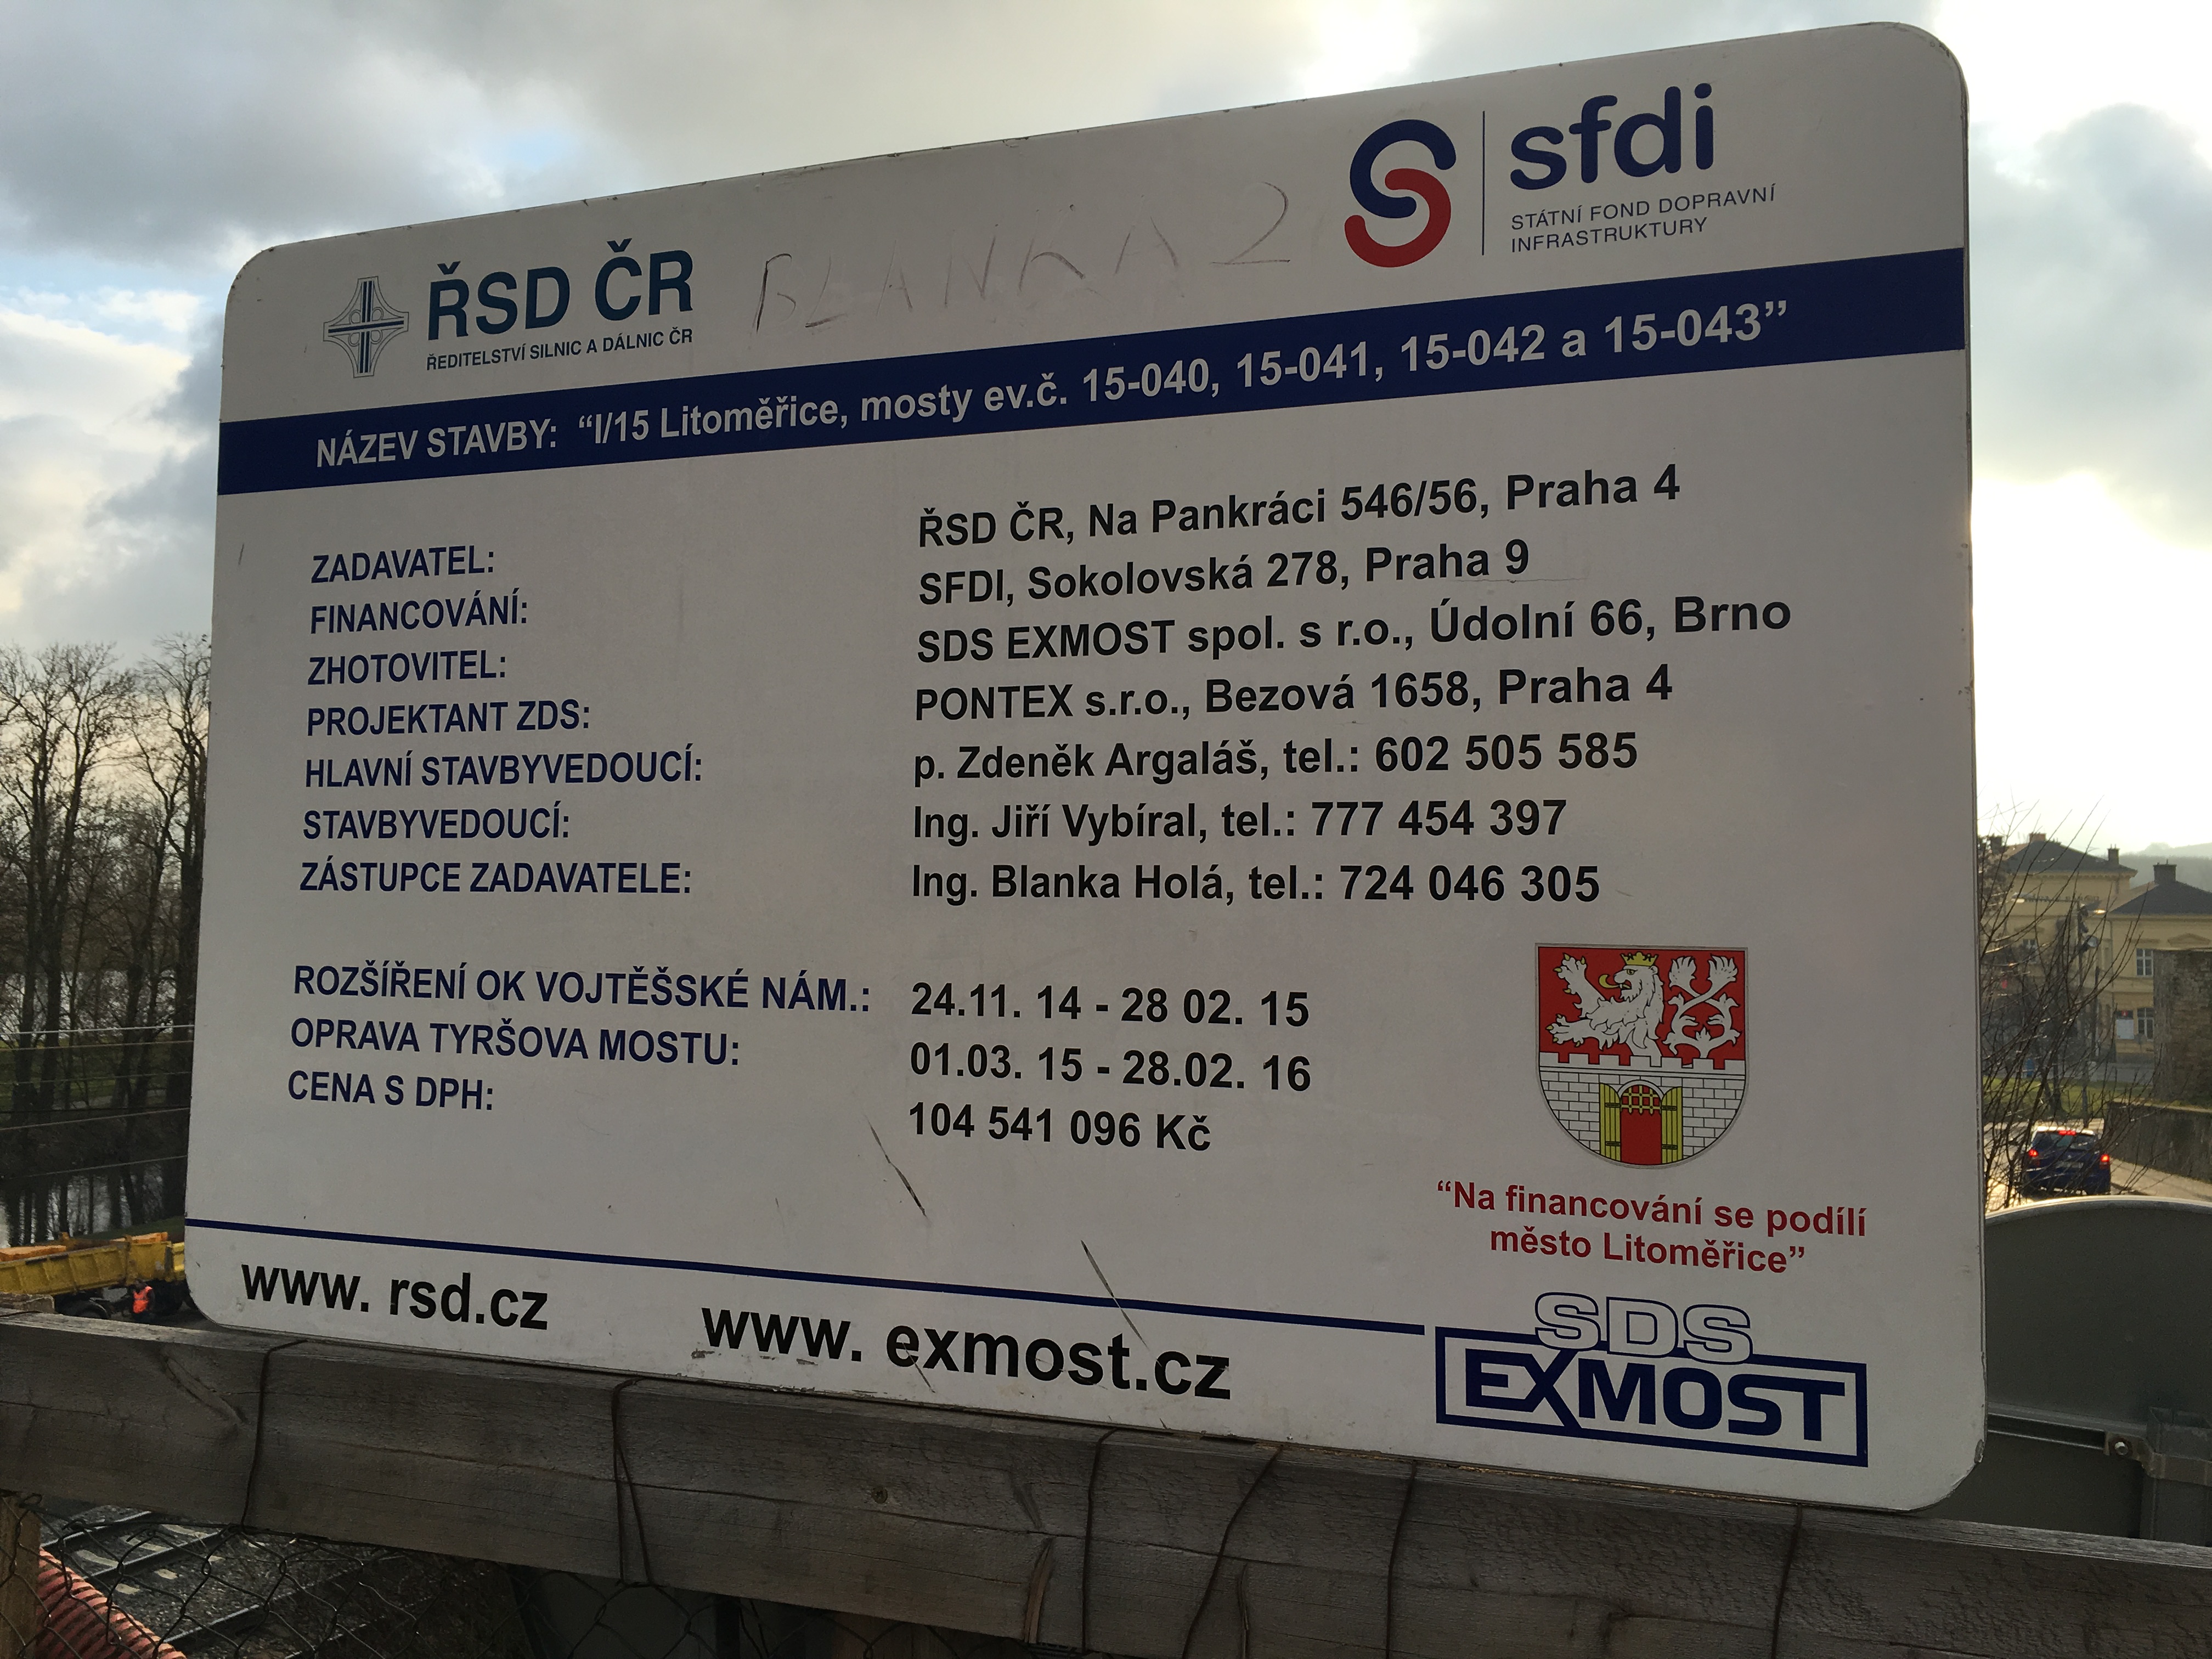 ŘSD ČR
ŘEDITELSTVÍ SILNIC A DÁLNIC ČR
BLANKA 2
sfdi
STÁTNÍ FOND DOPRAVNÍ
INFRASTRUKTURY
NÁZEV STAVBY: “I/15 Litoměřice, mosty ev.č. 15-040, 15-041, 15-042 a 15-043”
ZADAVATEL: ŘSD ČR, Na Pankráci 546/56, Praha 4
FINANCOVÁNÍ: SFDI, Sokolovská 278, Praha 9
ZHOTOVITEL: SDS EXMOST spol. s r.o., Údolní 66, Brno
PROJEKTANT ZDS: PONTEX s.r.o., Bezová 1658, Praha 4
HLAVNÍ STAVBYVEDOUCÍ: p. Zdeněk Argaláš, tel.: 602 505 585
STAVBYVEDOUCÍ: Ing. Jiří Vybíral, tel.: 777 454 397
ZÁSTUPCE ZADAVATELE: Ing. Blanka Holá, tel.: 724 046 305
ROZŠÍŘENÍ OK VOJTĚŠSKÉ NÁM.: 24.11. 14 - 28 02. 15
OPRAVA TYRŠOVA MOSTU: 01.03. 15 - 28.02. 16
CENA S DPH: 104 541 096 Kč
“Na financování se podílí
město Litoměřice”
www. rsd.cz
www. exmost.cz
SDS
EXMOST